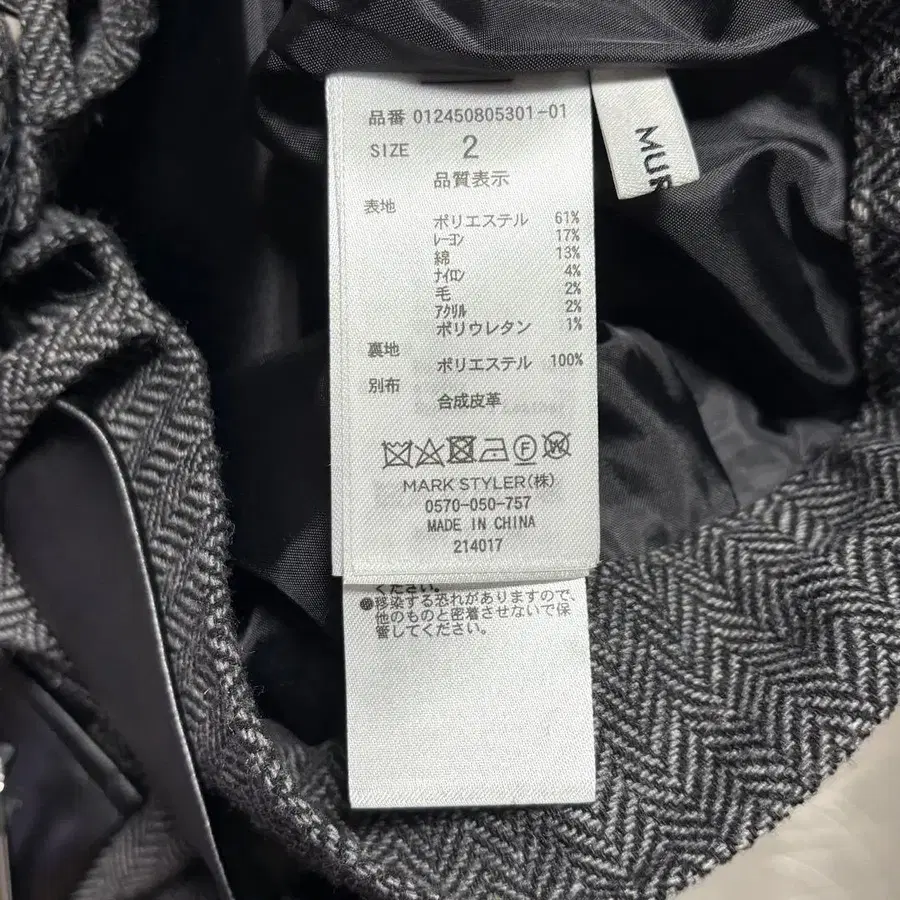 品番 012450805301-01
SIZE 2
品質表示
表地
ポリエステル 61%
ﾚｰﾖﾝ 17%
綿 13%
ﾅｲﾛﾝ 4%
毛 2%
ｱｸﾘﾙ 2%
ポリウレタン 1%
裏地
ポリエステル 100%
別布
合成皮革
MARK STYLER(株)
0570-050-757
MADE IN CHINA
214017
ください。
●移染する恐れがありますので、
他のものと密着させないで保
管してください。
MUR